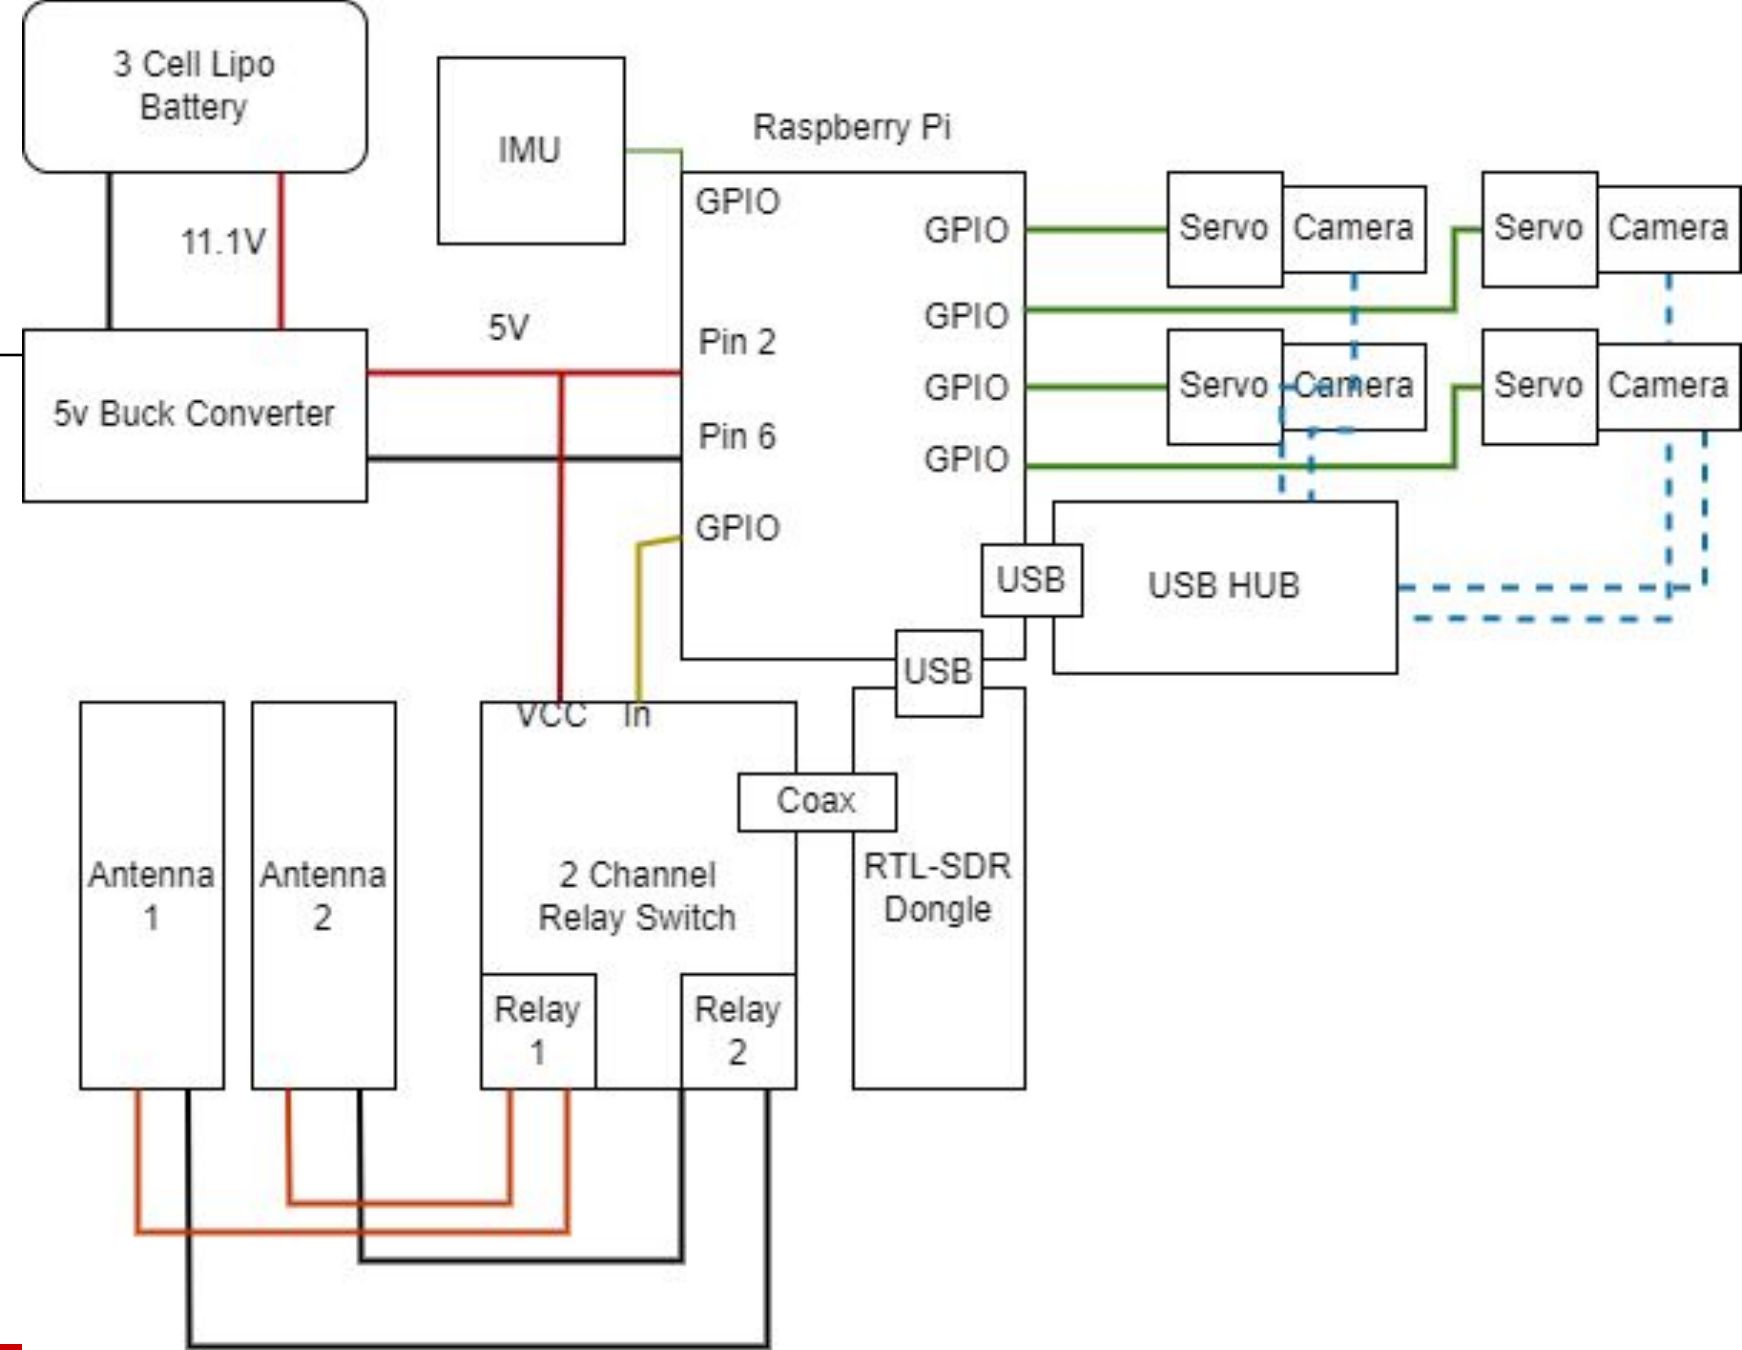 3 Cell Lipo
Battery
11.1V
5v Buck Converter
5V
IMU
Raspberry Pi
GPIO
Pin 2
Pin 6
GPIO
GPIO
GPIO
GPIO
GPIO
Servo
Camera
Servo
Camera
Servo
Camera
Servo
Camera
USB
USB HUB
USB
VCC
In
Coax
2 Channel
Relay Switch
Relay
1
Relay
2
RTL-SDR
Dongle
Antenna
1
Antenna
2